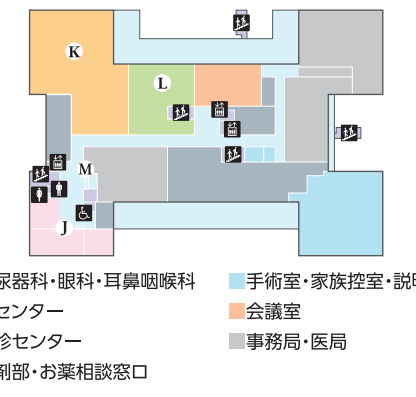 K
L
M
J
尿器科・眼科・耳鼻咽喉科
センター
診センター
剤部・お薬相談窓口
手術室・家族控室・説明
会議室
事務局・医局